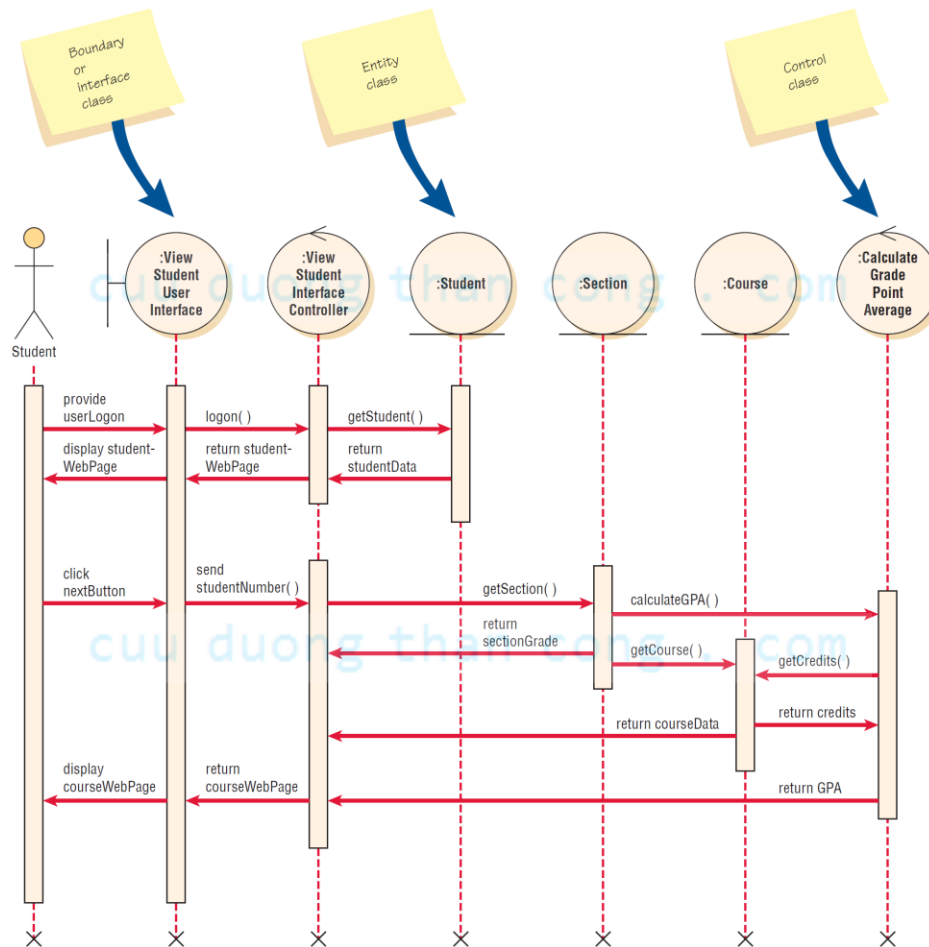 Boundary
or
interface
class
Entity
class
Control
class
:View
Student
User
Interface
:View
Student
Interface
Controller
:Student
:Section
:Course
:Calculate
Grade
Point
Average
cuu duong than cong . com
Student
provide
userLogon
logon( )
getStudent( )
display student-
WebPage
return student-
WebPage
return
studentData
click
nextButton
send
studentNumber( )
getSection( )
calculateGPA( )
return
sectionGrade
cuu duong than cong . com
getCourse( )
getCredits( )
return courseData
return credits
display
courseWebPage
return
courseWebPage
return GPA